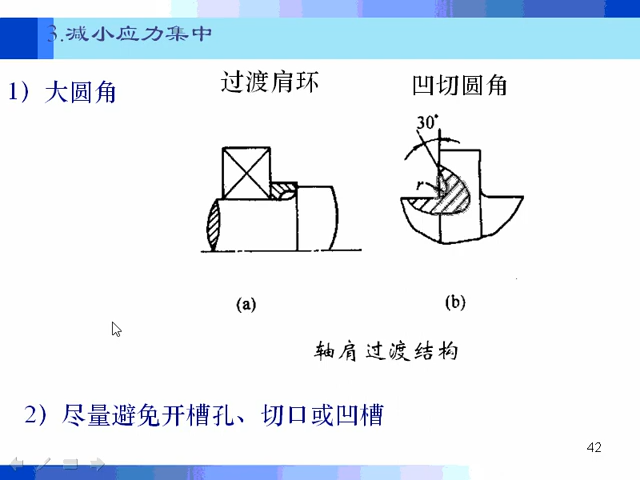 3.减小应力集中
1）大圆角
过渡肩环
凹切圆角
30°
r
(a)
(b)
轴肩过渡结构
2）尽量避免开槽孔、切口或凹槽
42